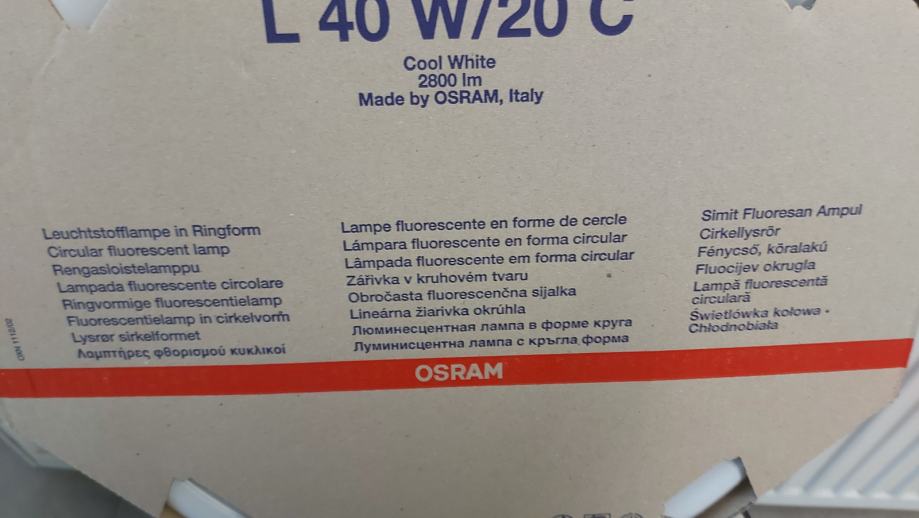 L 40 W/20 C
Cool White
2800 lm
Made by OSRAM, Italy
Leuchtstofflampe in Ringform
Circular fluorescent lamp
Rengasloistelamppu
Lampada fluorescente circolare
Ringvormige fluorescentielamp
Fluorescentielamp in cirkelvorm
Lysrør sirkelformet
Λαμπτήρες φθορισμού κυκλικοί
Lampe fluorescente en forme de cercle
Lámpara fluorescente en forma circular
Lâmpada fluorescente em forma circular
Zářivka v kruhovém tvaru
Obročasta fluorescenčna sijalka
Lineárna žiarivka okrúhla
Люминесцентная лампа в форме круга
Луминисцентна лампа с кръгла форма
Simit Fluoresan Ampul
Cirkellysrör
Fénycső, kõralakú
Fluocijev okrugla
Lampă fluorescentă
circulară
Świetlówka kołowa -
Chłodnobiała
OSRAM